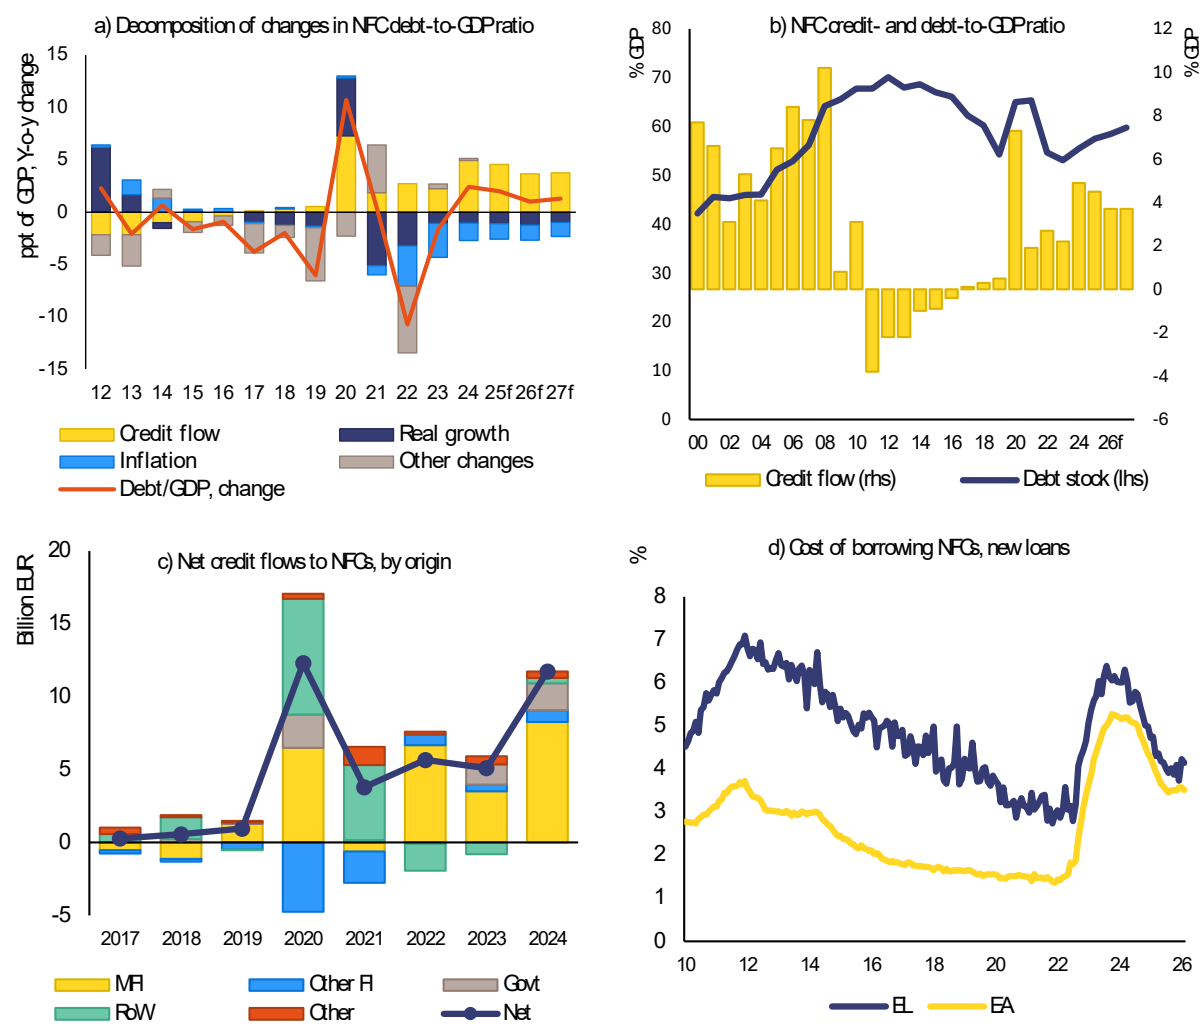 a) Decomposition of changes in NFC debt-to-GDP ratio
ppt of GDP, Y-o-y change
15
10
5
0
-5
-10
-15
12 13 14 15 16 17 18 19 20 21 22 23 24 25f 26f 27f
Credit flow Real growth
Inflation Other changes
Debt/GDP, change
b) NFC credit- and debt-to-GDP ratio
% GDP
% GDP
80
70
60
50
40
30
20
10
0
12
10
8
6
4
2
0
-2
-4
-6
00 02 04 06 08 10 12 14 16 18 20 22 24 26f
Credit flow (rhs) Debt stock (lhs)
c) Net credit flows to NFCs, by origin
Billion EUR
20
15
10
5
0
-5
2017 2018 2019 2020 2021 2022 2023 2024
MFI Other FI Govt
RoW Other Net
d) Cost of borrowing NFCs, new loans
%
8
7
6
5
4
3
2
1
0
10 12 14 16 18 20 22 24 26
EL EA